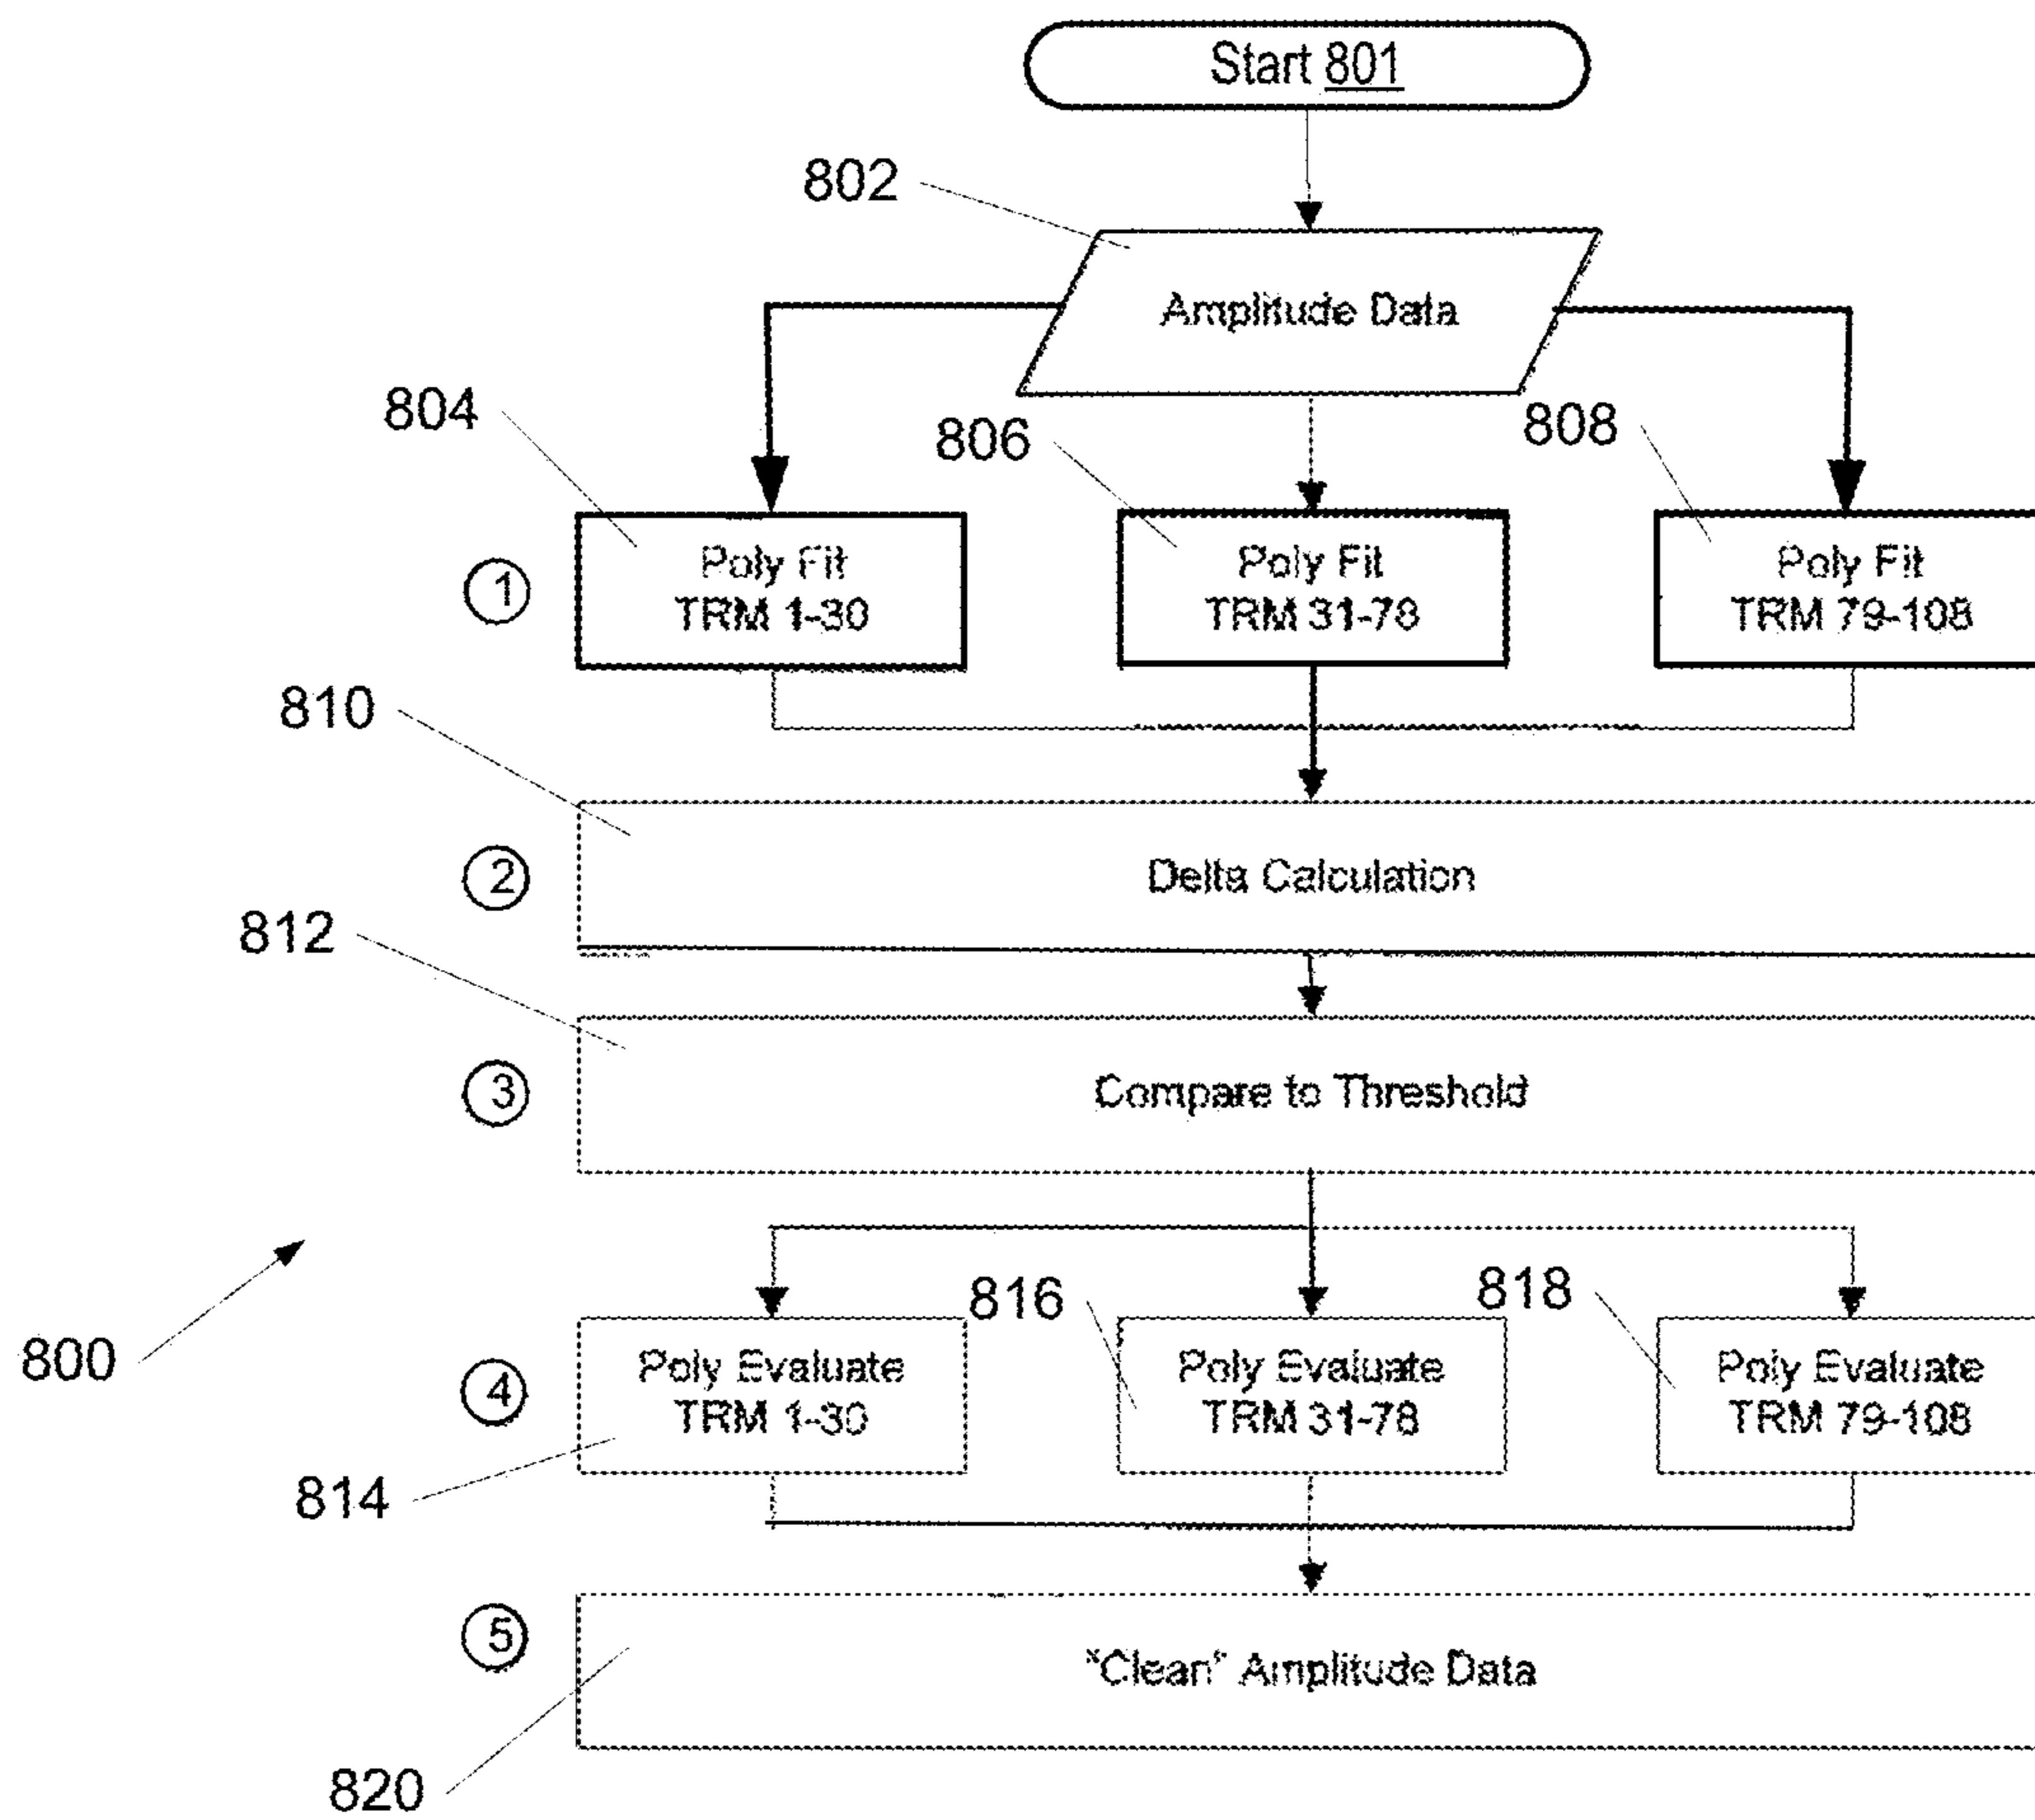 Start 801
802
Amplitude Data
804
806
808
1
Poly Fit
TRM 1-30
Poly Fit
TRM 31-78
Poly Fit
TRM 79-108
810
2
Delta Calculation
812
3
Compare to Threshold
800
816
818
4
Poly Evaluate
TRM 1-30
Poly Evaluate
TRM 31-78
Poly Evaluate
TRM 79-108
814
5
"Clean" Amplitude Data
820